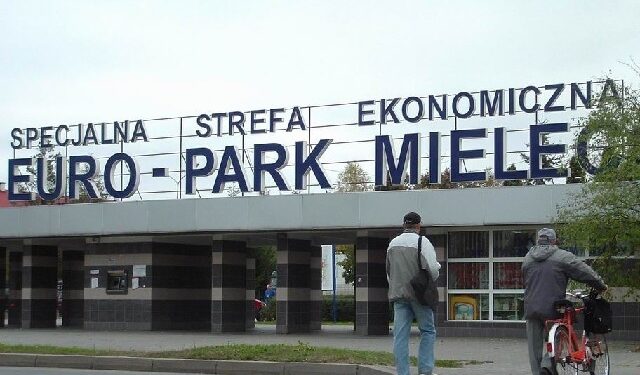 SPECJALNA STREFA EKONOMICZNA
EURO-PARK MIELEC